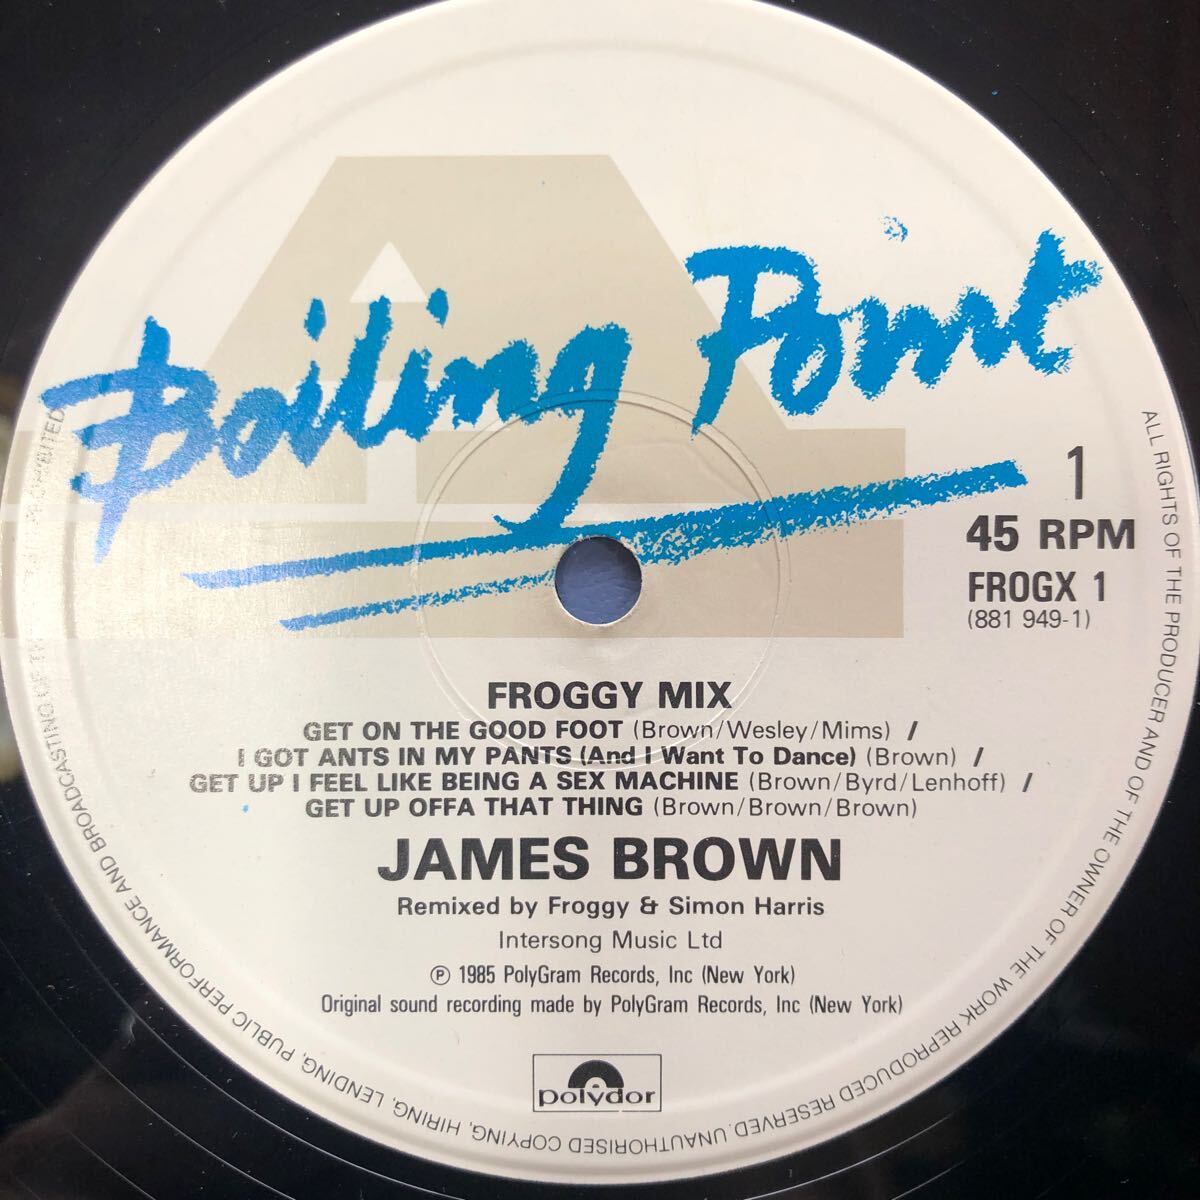 Boiling Point
1
45 RPM
FROGX 1
(881 949-1)
FROGGY MIX
GET ON THE GOOD FOOT (Brown/Wesley/Mims) /
I GOT ANTS IN MY PANTS (And I Want To Dance) (Brown) /
GET UP I FEEL LIKE BEING A SEX MACHINE (Brown/Byrd/Lenhoff) /
GET UP OFFA THAT THING (Brown/Brown/Brown)
JAMES BROWN
Remixed by Froggy & Simon Harris
Intersong Music Ltd
℗ 1985 PolyGram Records, Inc (New York)
Original sound recording made by PolyGram Records, Inc (New York)
polydor
ALL RIGHTS OF THE PRODUCER AND OF THE OWNER OF THE WORK REPRODUCED RESERVED. UNAUTHORISED COPYING, HIRING, LENDING, PUBLIC PERFORMANCE AND BROADCASTING OF